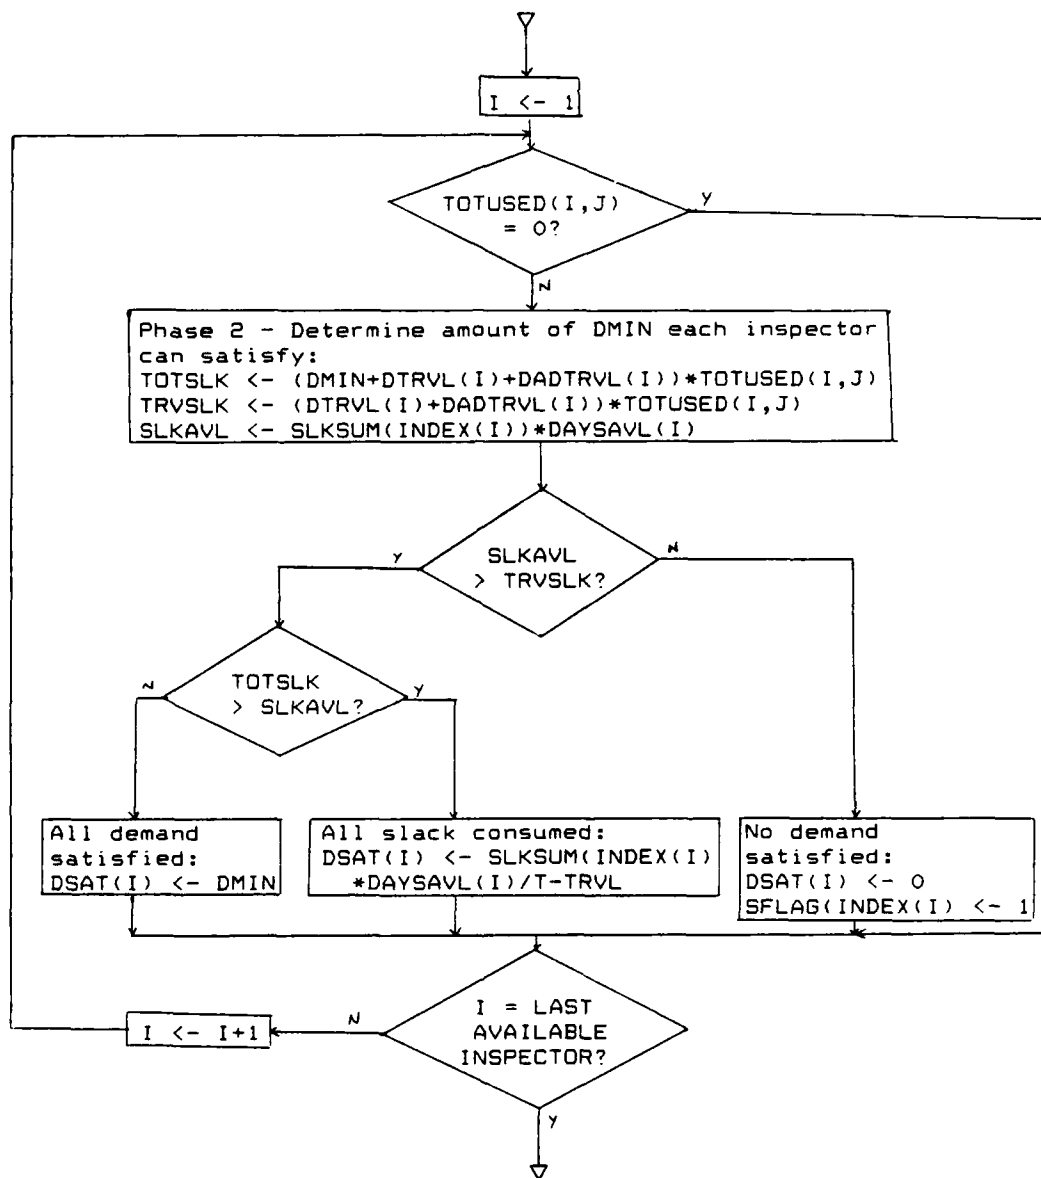 I <- 1
TOTUSED(I,J)
= 0?
Y
N
Phase 2 - Determine amount of DMIN each inspector
can satisfy:
TOTSLK <- (DMIN+DTRVL(I)+DADTRVL(I))*TOTUSED(I,J)
TRVSLK <- (DTRVL(I)+DADTRVL(I))*TOTUSED(I,J)
SLKAVL <- SLKSUM(INDEX(I))*DAYSAVL(I)
SLKAVL
> TRVSLK?
Y
N
TOTSLK
> SLKAVL?
N
Y
All demand
satisfied:
DSAT(I) <- DMIN
All slack consumed:
DSAT(I) <- SLKSUM(INDEX(I)
*DAYSAVL(I)/T-TRVL
No demand
satisfied:
DSAT(I) <- 0
SFLAG(INDEX(I) <- 1
I = LAST
AVAILABLE
INSPECTOR?
N
I <- I+1
Y